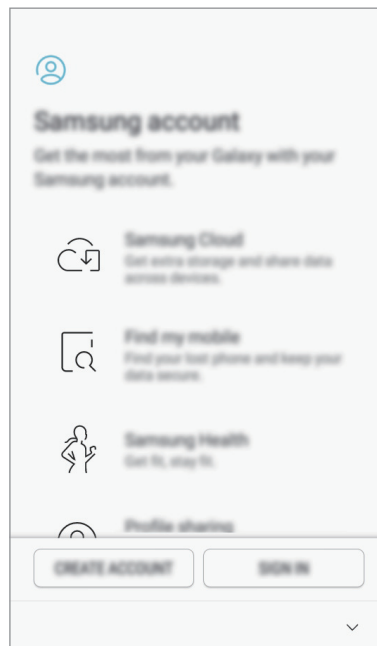 Samsung account
Get the most from your Galaxy with your
Samsung account.
Samsung Cloud
Get extra storage and share data
across devices.
Find my mobile
Find your lost phone and keep your
data secure.
Samsung Health
Get fit, stay fit.
Profile sharing
CREATE ACCOUNT
SIGN IN